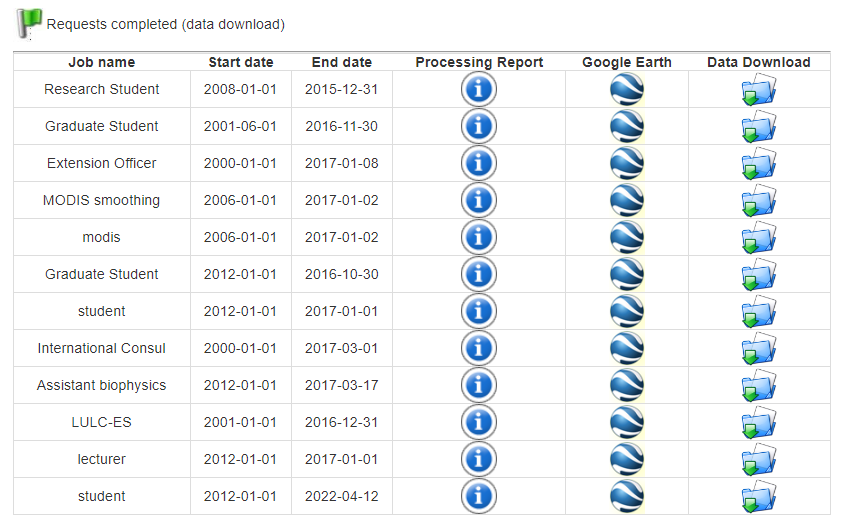 Requests completed (data download)
Job name Start date End date Processing Report Google Earth Data Download
Research Student 2008-01-01 2015-12-31
Graduate Student 2001-06-01 2016-11-30
Extension Officer 2000-01-01 2017-01-08
MODIS smoothing 2006-01-01 2017-01-02
modis 2006-01-01 2017-01-02
Graduate Student 2012-01-01 2016-10-30
student 2012-01-01 2017-01-01
International Consul 2000-01-01 2017-03-01
Assistant biophysics 2012-01-01 2017-03-17
LULC-ES 2001-01-01 2016-12-31
lecturer 2012-01-01 2017-01-01
student 2012-01-01 2022-04-12